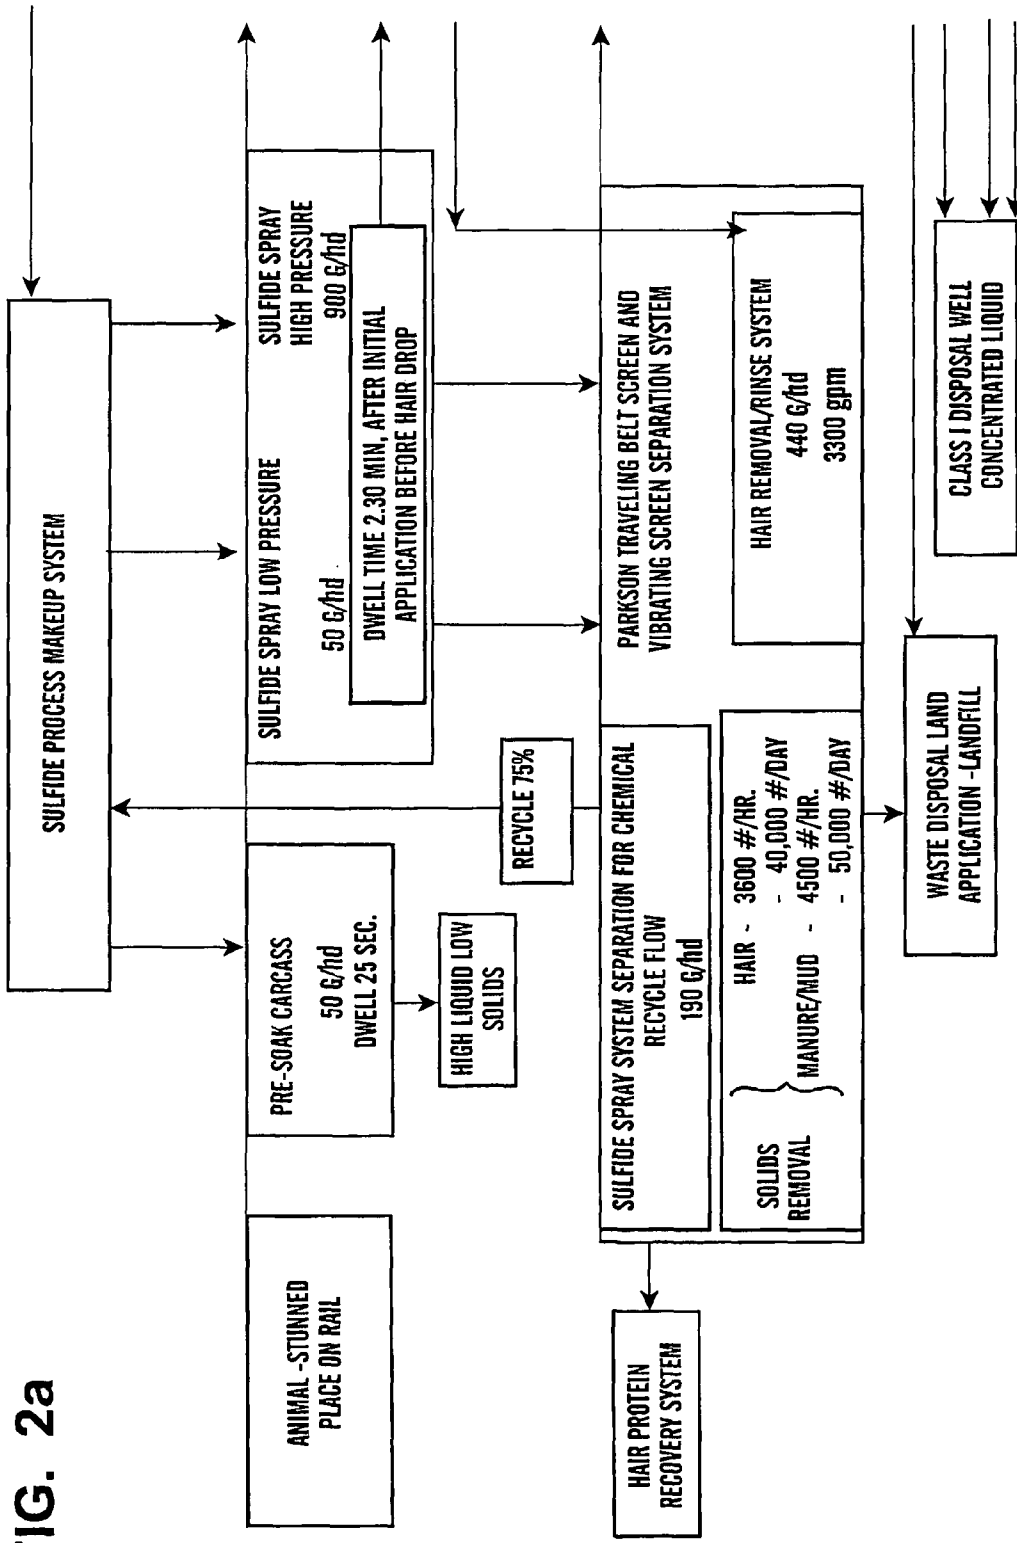 FIG. 2a
SULFIDE PROCESS MAKEUP SYSTEM
ANIMAL -STUNNED
PLACE ON RAIL
PRE-SOAK CARCASS
50 G/hd
DWELL 25 SEC.
HIGH LIQUID LOW
SOLIDS
SULFIDE SPRAY LOW PRESSURE
50 G/hd
SULFIDE SPRAY
HIGH PRESSURE
900 G/hd
DWELL TIME 2.30 MIN, AFTER INITIAL
APPLICATION BEFORE HAIR DROP
RECYCLE 75%
HAIR PROTEIN
RECOVERY SYSTEM
SULFIDE SPRAY SYSTEM SEPARATION FOR CHEMICAL
RECYCLE FLOW
190 G/hd
PARKSON TRAVELING BELT SCREEN AND
VIBRATING SCREEN SEPARATION SYSTEM
SOLIDS
REMOVAL
HAIR - 3600 #/HR.
- 40,000 #/DAY
MANURE/MUD - 4500 #/HR.
- 50,000 #/DAY
HAIR REMOVAL/RINSE SYSTEM
440 G/hd
3300 gpm
WASTE DISPOSAL LAND
APPLICATION -LANDFILL
CLASS I DISPOSAL WELL
CONCENTRATED LIQUID